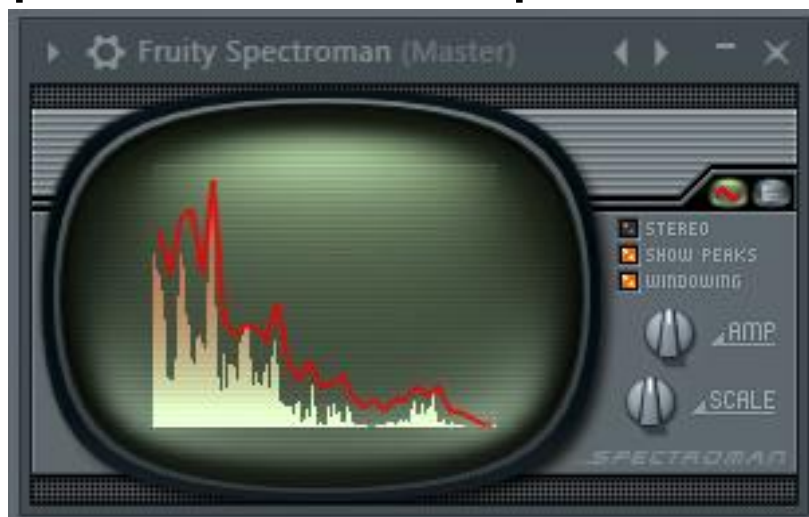 Fruity Spectroman (Master)
STEREO
SHOW PEAKS
WINDOWING
AMP
SCALE
SPECTROMAN